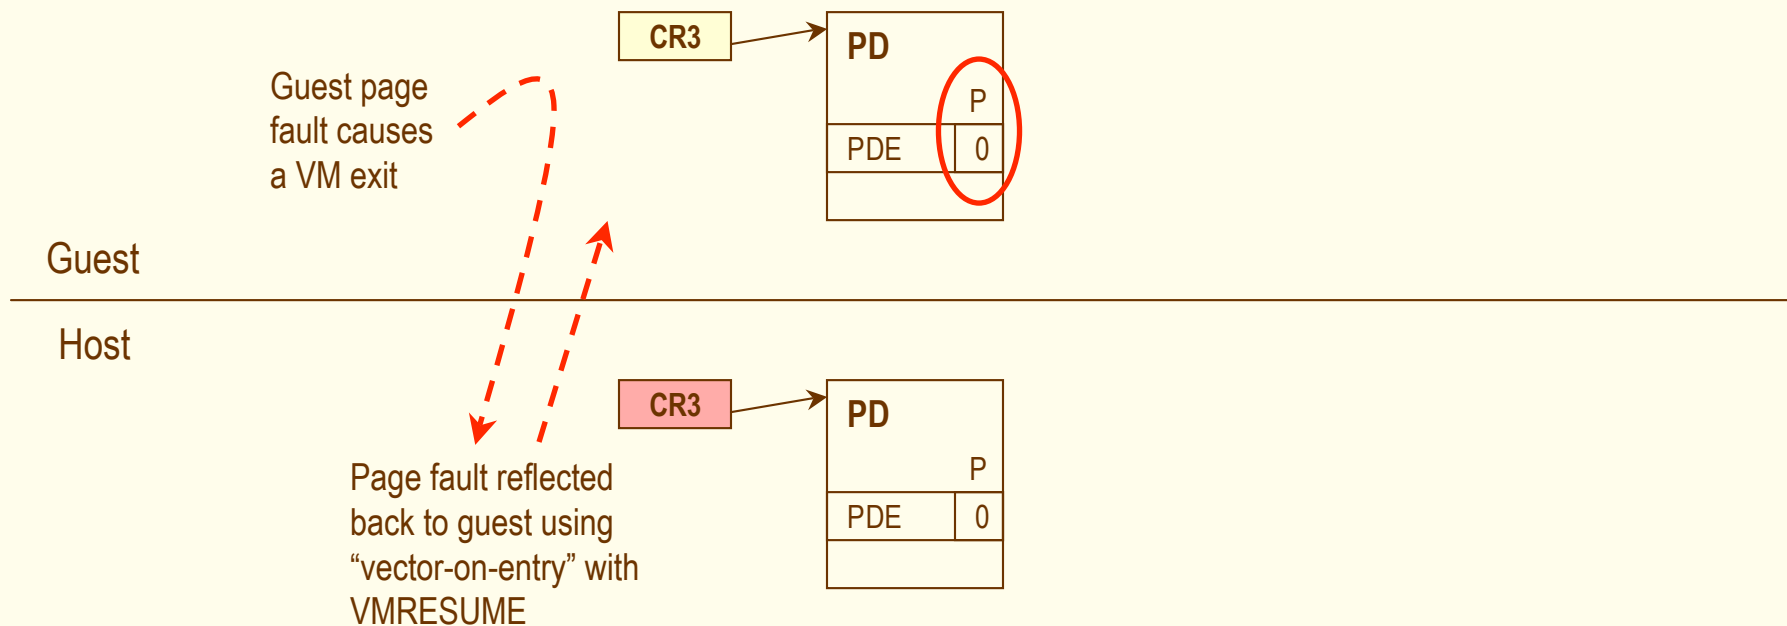 CR3
PD
Guest page
fault causes
a VM exit
P
PDE 0
Guest
Host
CR3
PD
P
PDE 0
Page fault reflected
back to guest using
“vector-on-entry” with
VMRESUME